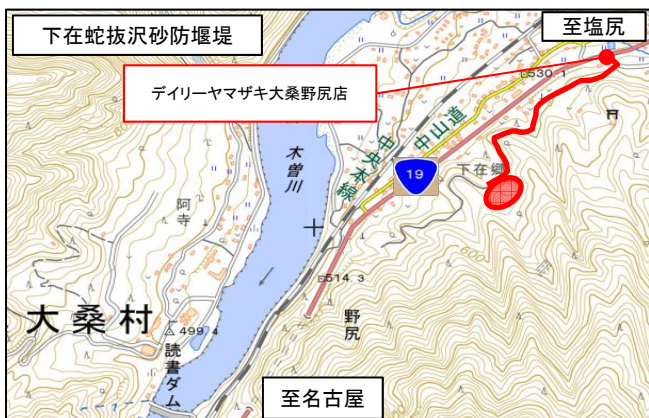 下在蛇抜沢砂防堰堤
至塩尻
デイリーヤマザキ大桑野尻店
530.1
中山道
中央本線
木曽川
19
下在郷
阿寺
600
514.3
大桑村
499.4
野尻
読書ダム
至名古屋